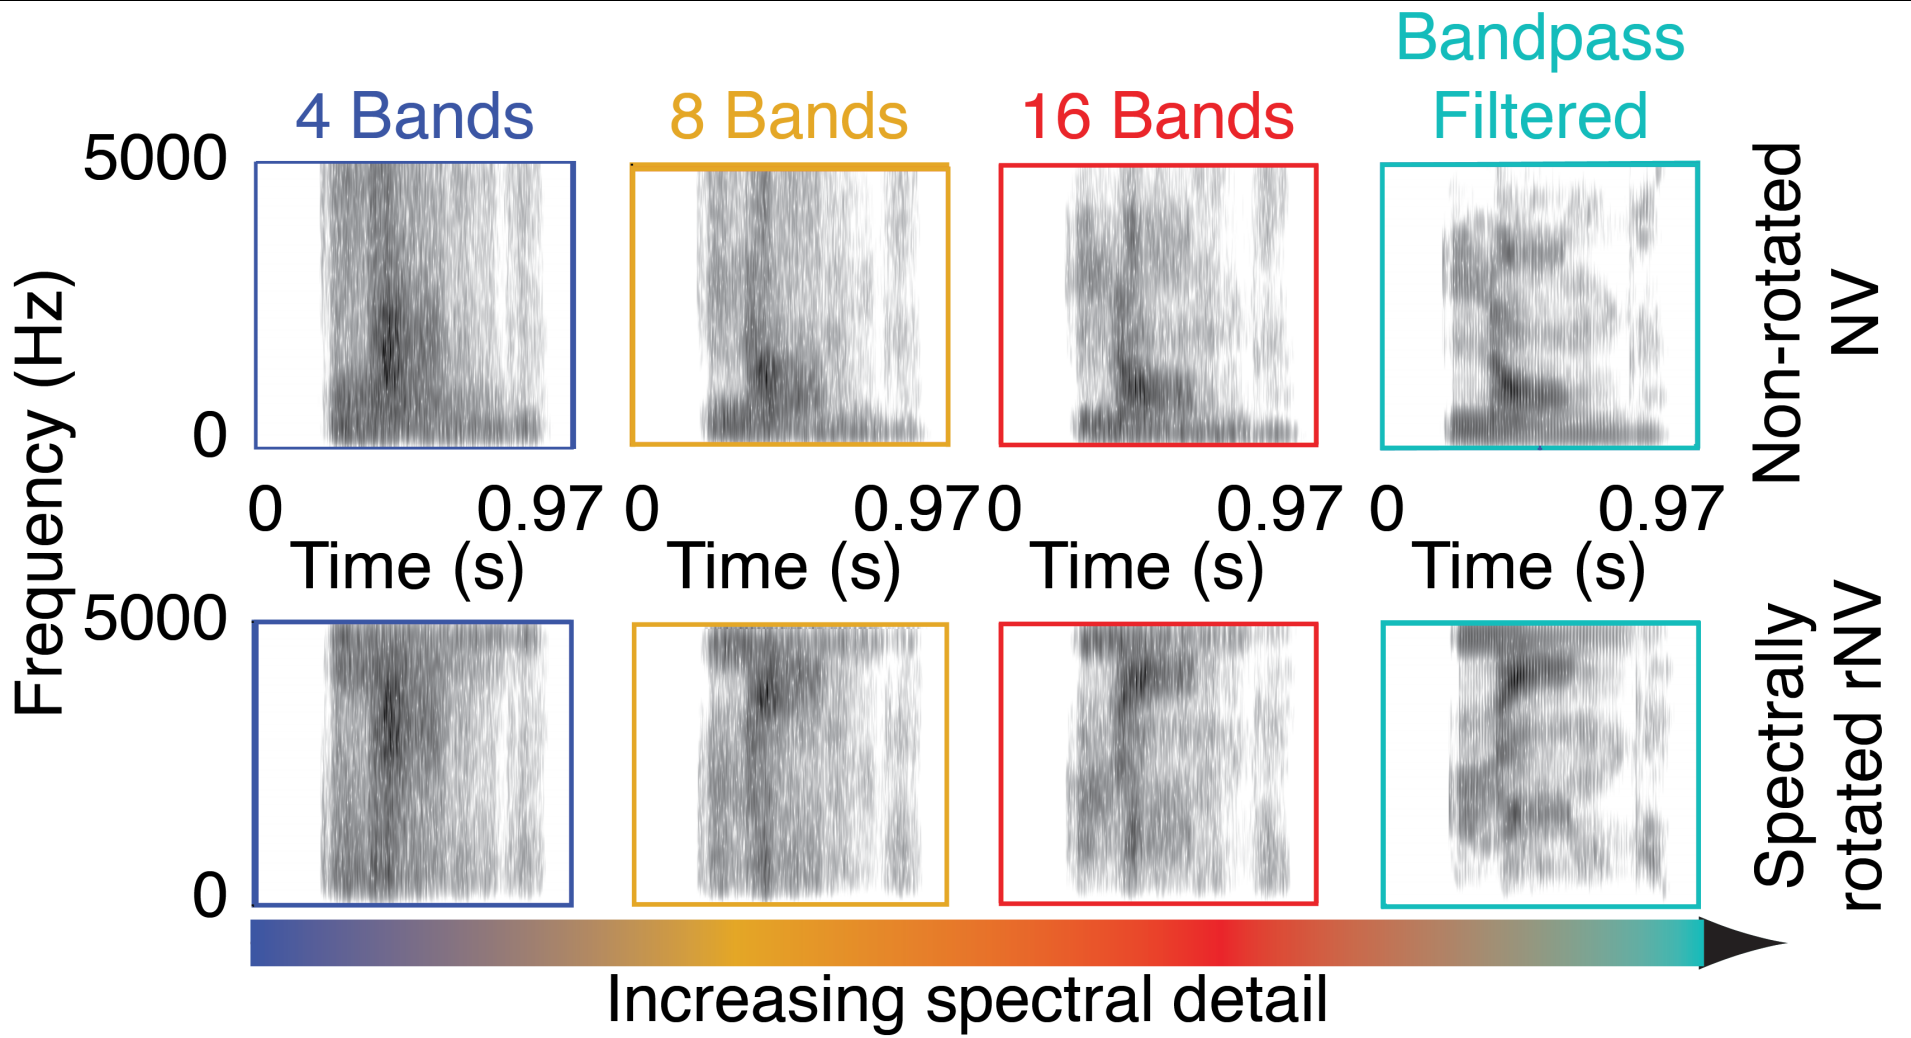 Bandpass
4 Bands 8 Bands 16 Bands Filtered
5000
0
0 0.97 0 0.97 0 0.97 0 0.97
Time (s) Time (s) Time (s) Time (s)
5000
0
Frequency (Hz)
Non-rotated
NV
Spectrally
rotated rNV
Increasing spectral detail